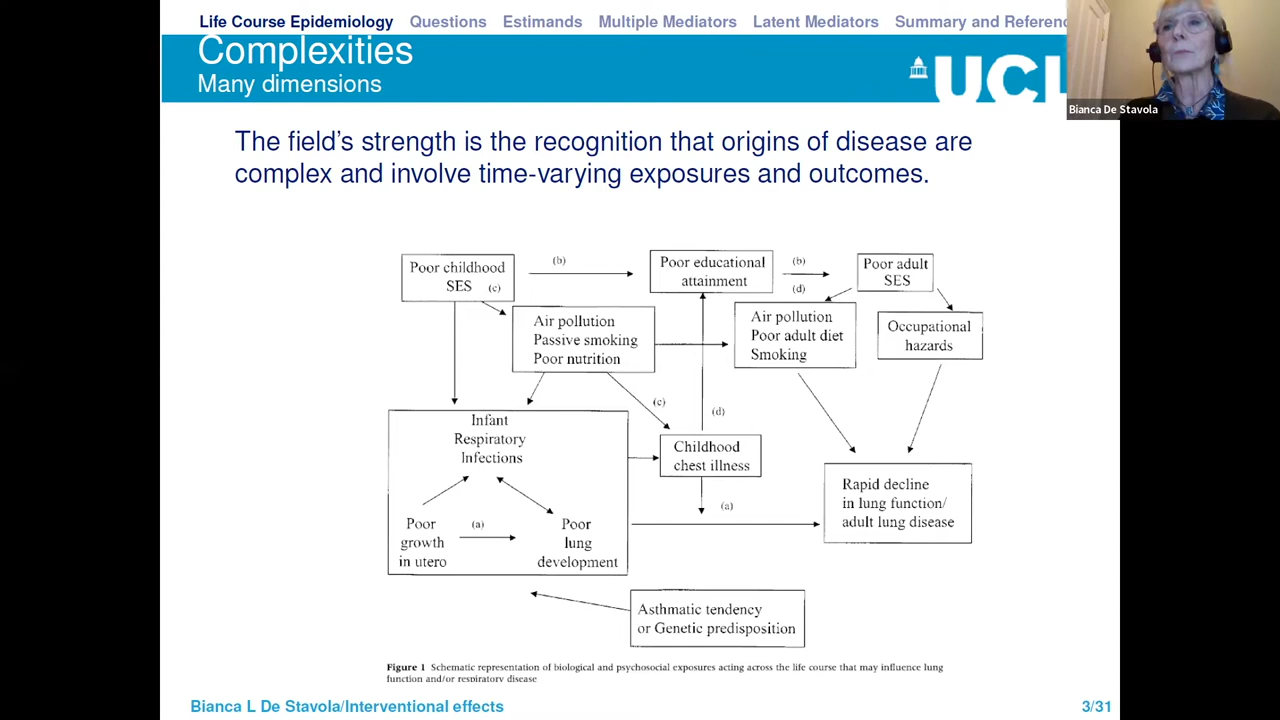 Life Course Epidemiology Questions Estimands Multiple Mediators Latent Mediators Summary and Referenc
Complexities
Many dimensions
UCL
Bianca De Stavola
The field's strength is the recognition that origins of disease are
complex and involve time-varying exposures and outcomes.
Poor childhood
SES (c)
(b)
Poor educational
attainment
(b)
(d)
Poor adult
SES
Air pollution
Passive smoking
Poor nutrition
Air pollution
Poor adult diet
Smoking
Occupational
hazards
(c)
(d)
Infant
Respiratory
Infections
Childhood
chest illness
Poor
growth
in utero
(a)
Poor
lung
development
(a)
Rapid decline
in lung function/
adult lung disease
Asthmatic tendency
or Genetic predisposition
Figure 1 Schematic representation of biological and psychosocial exposures acting across the life course that may influence lung
function and/or respiratory disease
Bianca L De Stavola/Interventional effects
3/31